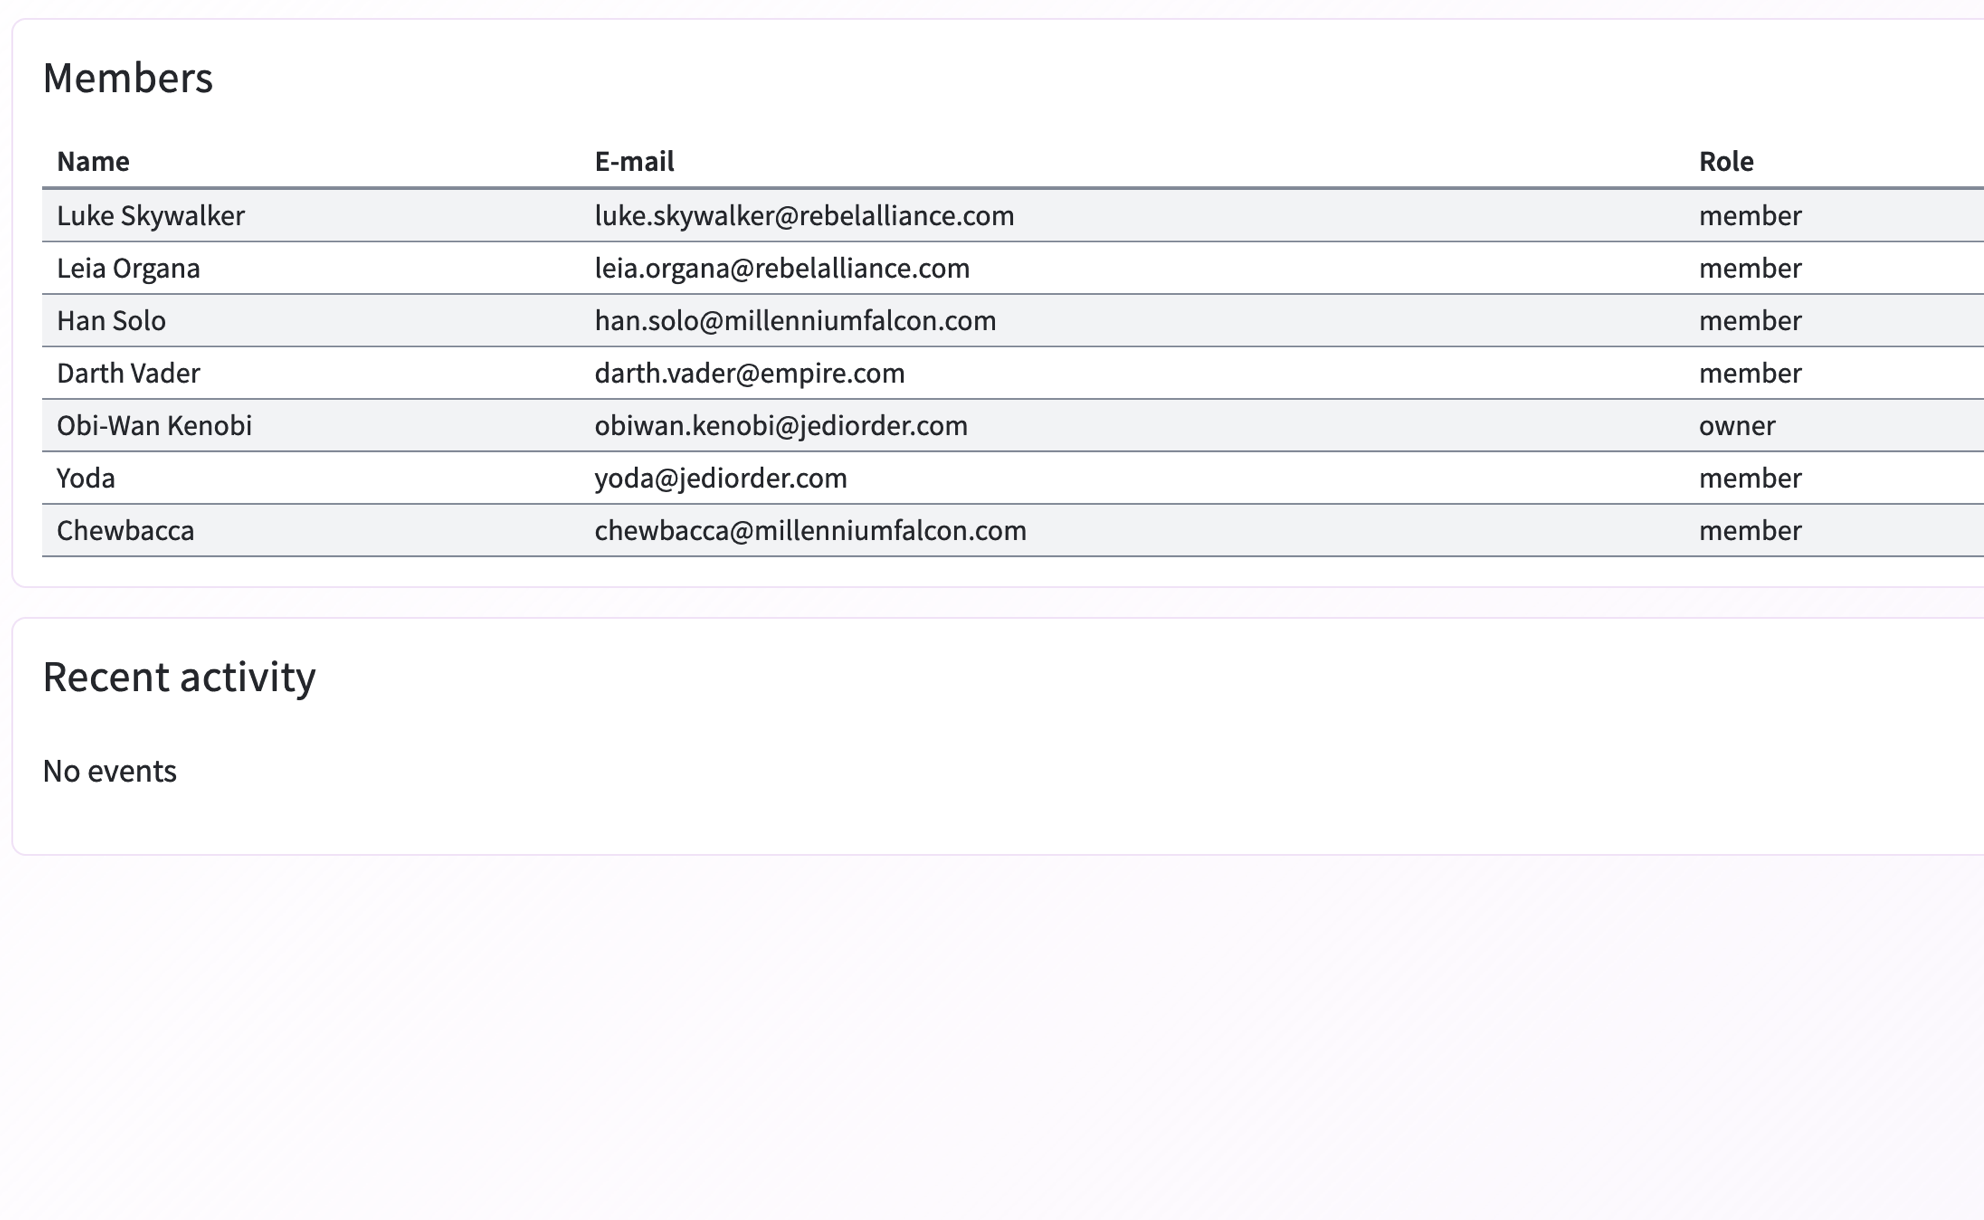 Members
Name E-mail Role
Luke Skywalker luke.skywalker@rebelalliance.com member
Leia Organa leia.organa@rebelalliance.com member
Han Solo han.solo@millenniumfalcon.com member
Darth Vader darth.vader@empire.com member
Obi-Wan Kenobi obiwan.kenobi@jediorder.com owner
Yoda yoda@jediorder.com member
Chewbacca chewbacca@millenniumfalcon.com member
Recent activity
No events